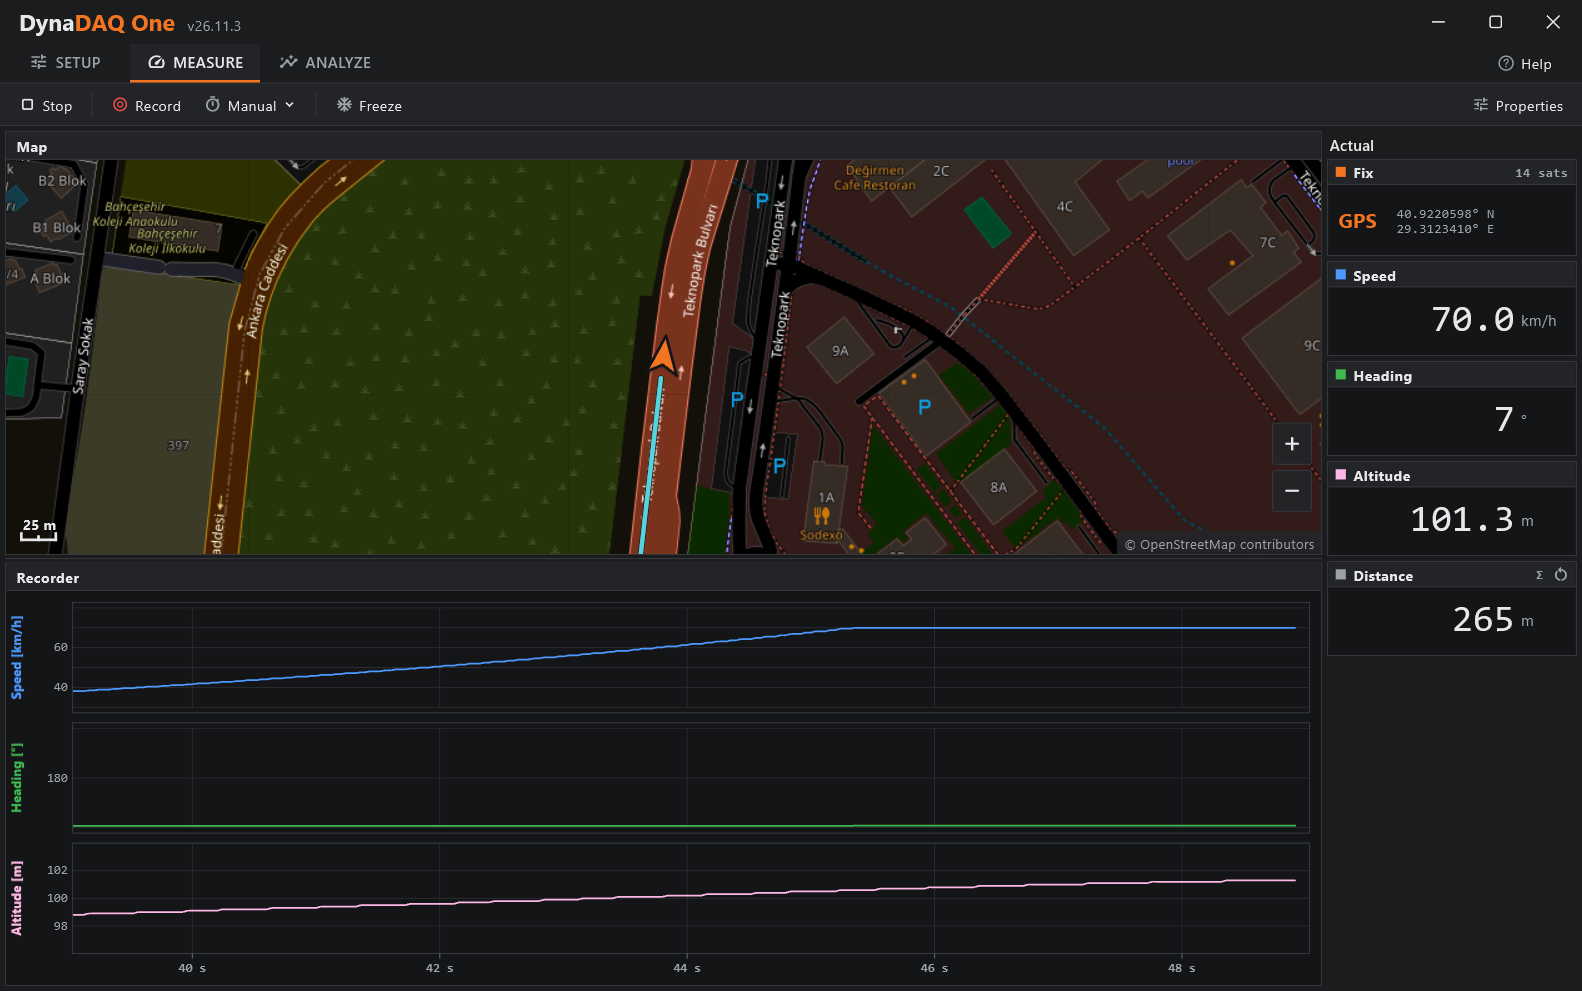 DynaDAQ One v26.11.3
SETUP MEASURE ANALYZE
Help
Stop Record Manual Freeze
Properties
Map
k
B2 Blok
B1 Blok
A Blok
/4
Bahçeşehir
Koleji Anaokulu
Bahçeşehir
Koleji İlkokulu
7
Saray Sokak
397
Ankara Caddesi
addesi
Teknopark Bulvarı
Teknopark
Teknopark
P
P
P
P
Değirmen
Cafe Restoran
2C
4C
7C
9C
9A
8A
1A
Sodexo
+
−
25 m
© OpenStreetMap contributors
Recorder
Speed [km/h]
60
40
Heading [°]
180
Altitude [m]
102
100
98
40 s 42 s 44 s 46 s 48 s
Actual
Fix 14 sats
GPS
40.9220598° N
29.3123410° E
Speed
70.0 km/h
Heading
7 °
Altitude
101.3 m
Distance Σ
265 m